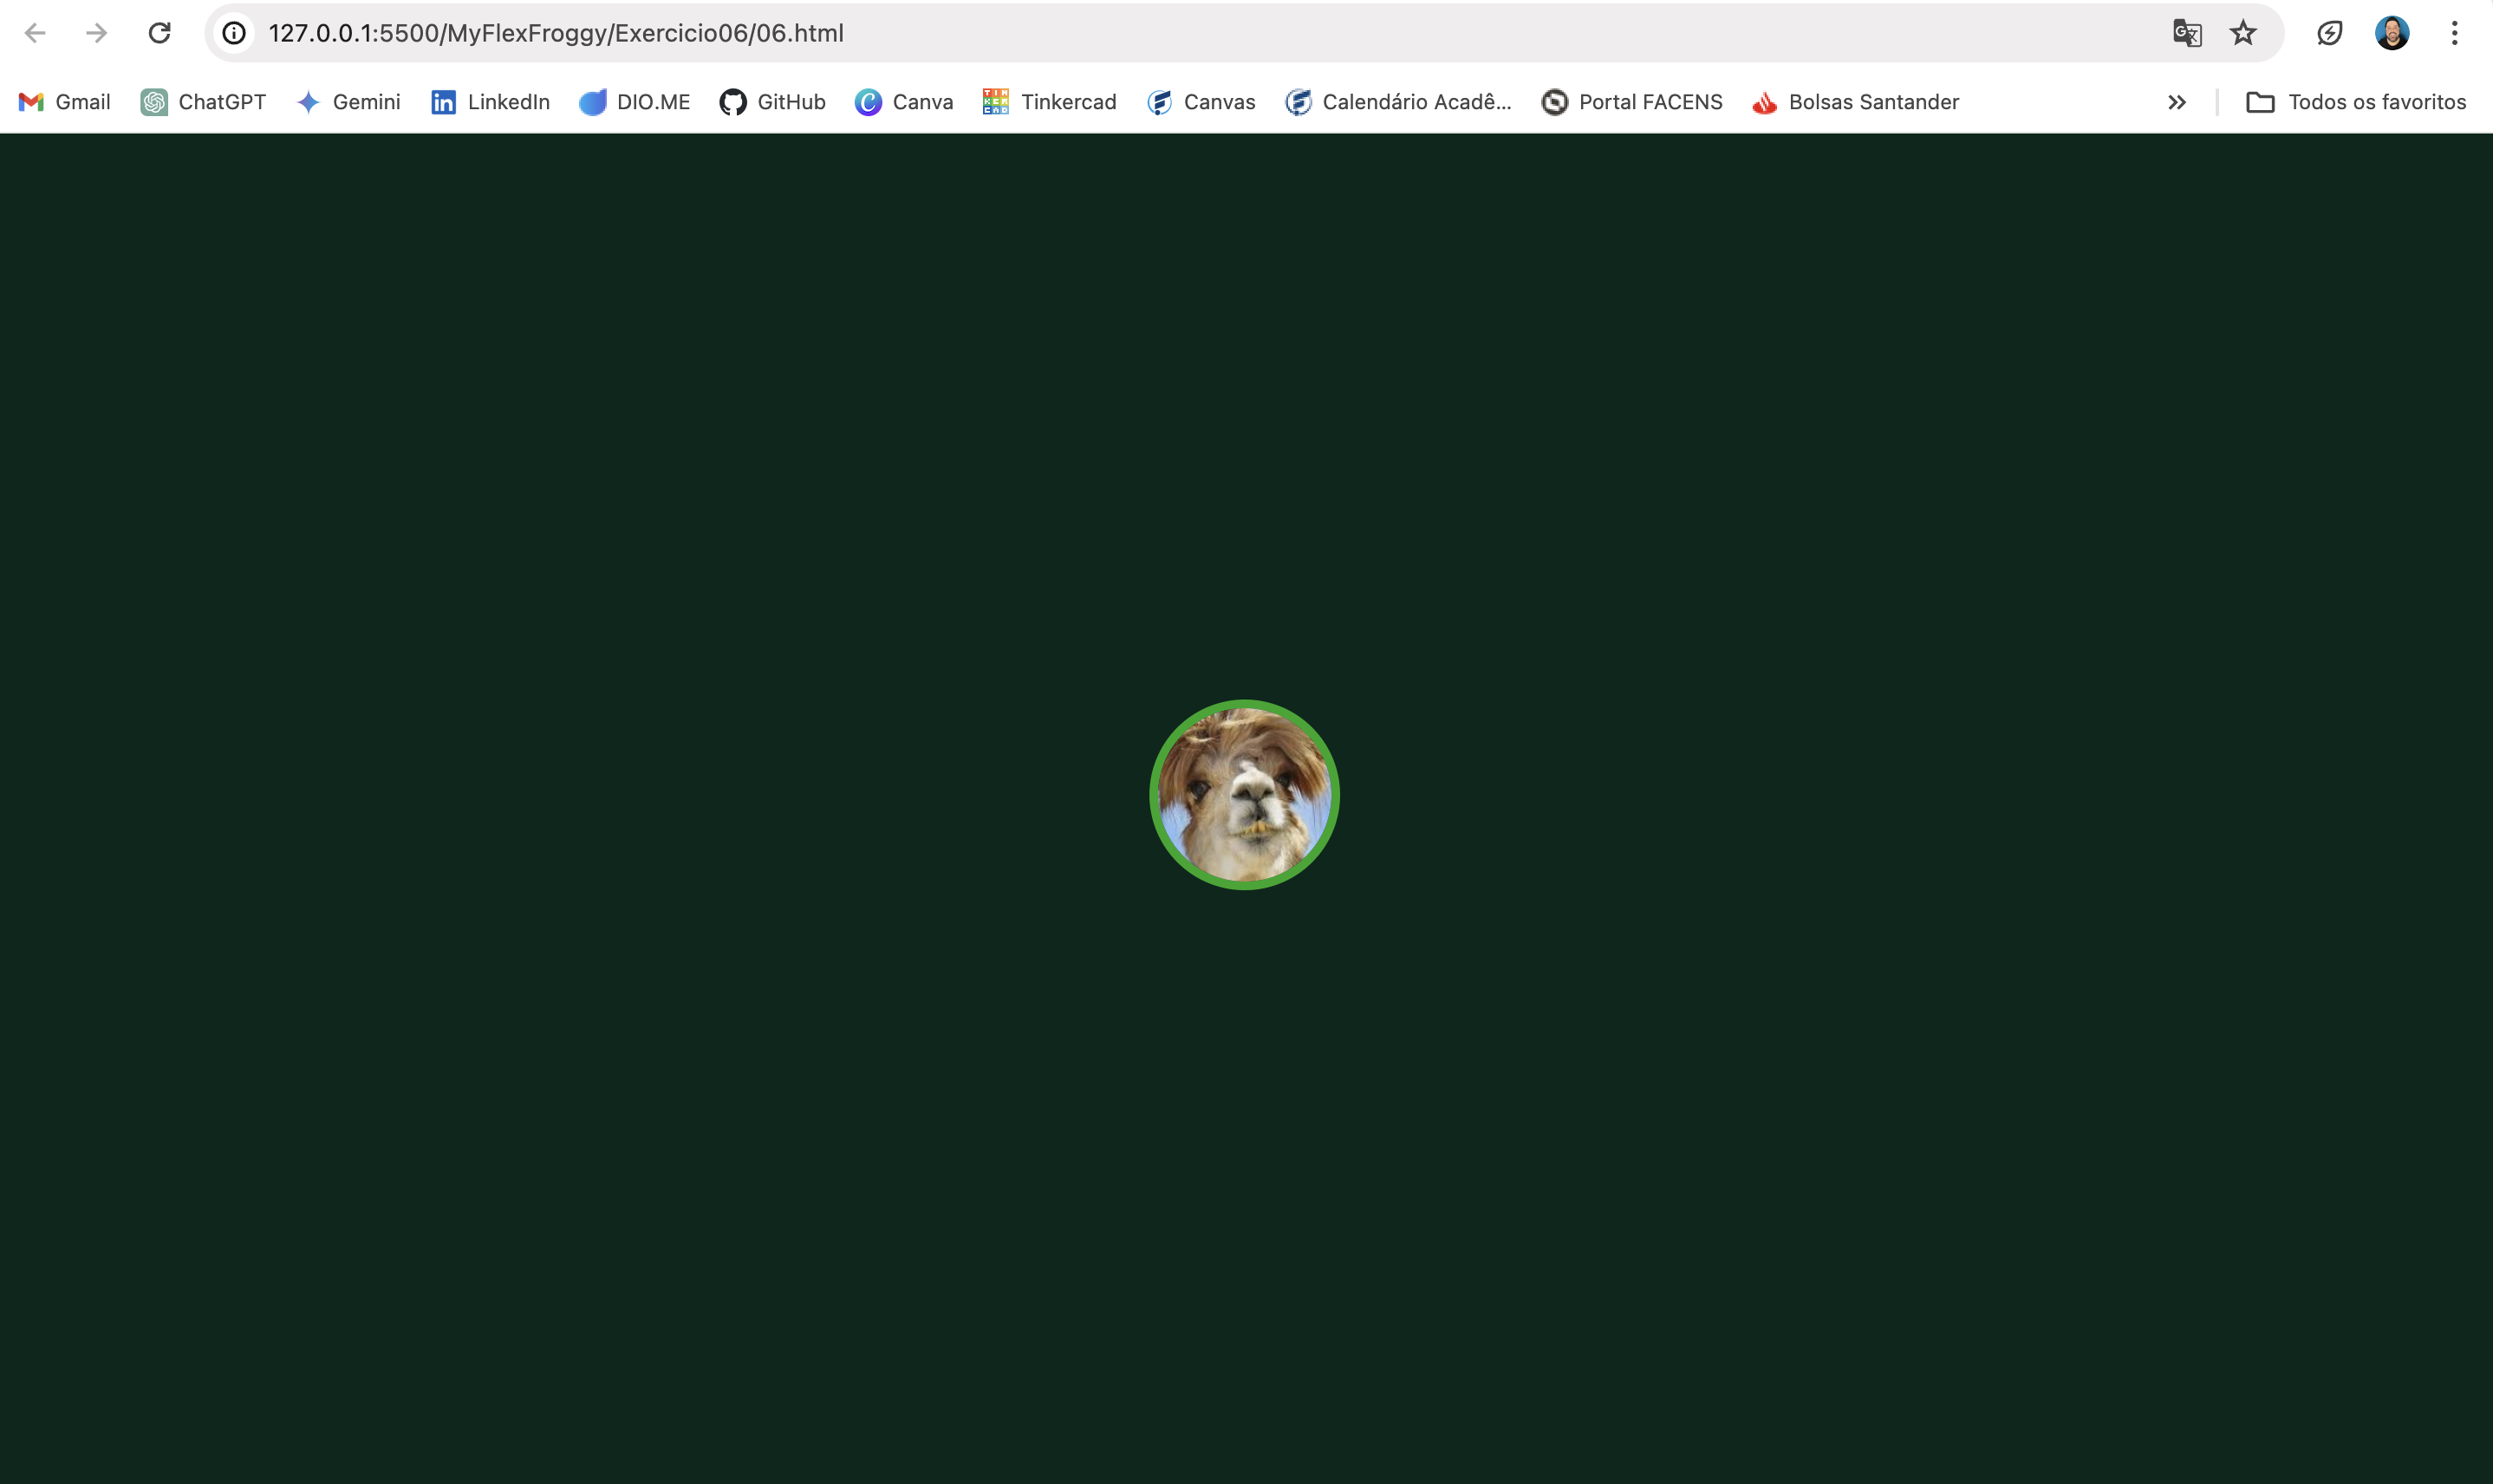 127.0.0.1:5500/MyFlexFroggy/Exercicio06/06.html
Gmail ChatGPT Gemini LinkedIn DIO.ME GitHub Canva TINKERCAD Tinkercad Canvas Calendário Acadê... Portal FACENS Bolsas Santander Todos os favoritos